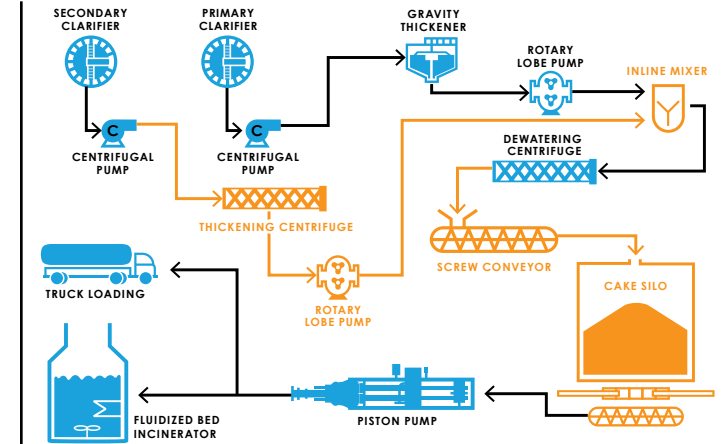 SECONDARY
CLARIFIER
PRIMARY
CLARIFIER
GRAVITY
THICKENER
ROTARY
LOBE PUMP
INLINE MIXER
C
CENTRIFUGAL
PUMP
C
CENTRIFUGAL
PUMP
DEWATERING
CENTRIFUGE
THICKENING CENTRIFUGE
SCREW CONVEYOR
CAKE SILO
TRUCK LOADING
ROTARY
LOBE PUMP
PISTON PUMP
FLUIDIZED BED
INCINERATOR